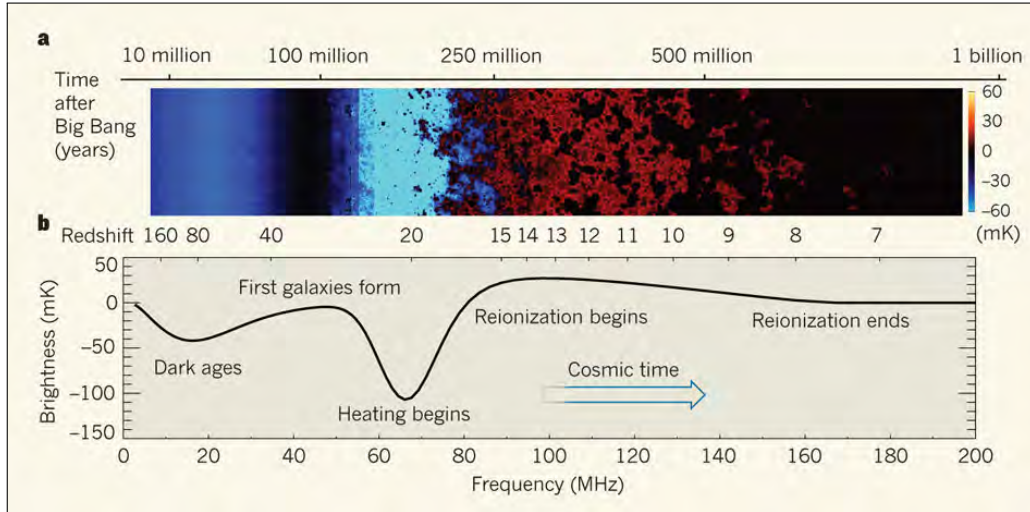 a
10 million 100 million 250 million 500 million 1 billion
Time
after
Big Bang
(years)
60
30
0
–30
–60
(mK)
b
Redshift 160 80 40 20 15 14 13 12 11 10 9 8 7
Brightness (mK)
50
0
–50
–100
–150
First galaxies form
Dark ages
Heating begins
Reionization begins
Reionization ends
Cosmic time
0 20 40 60 80 100 120 140 160 180 200
Frequency (MHz)